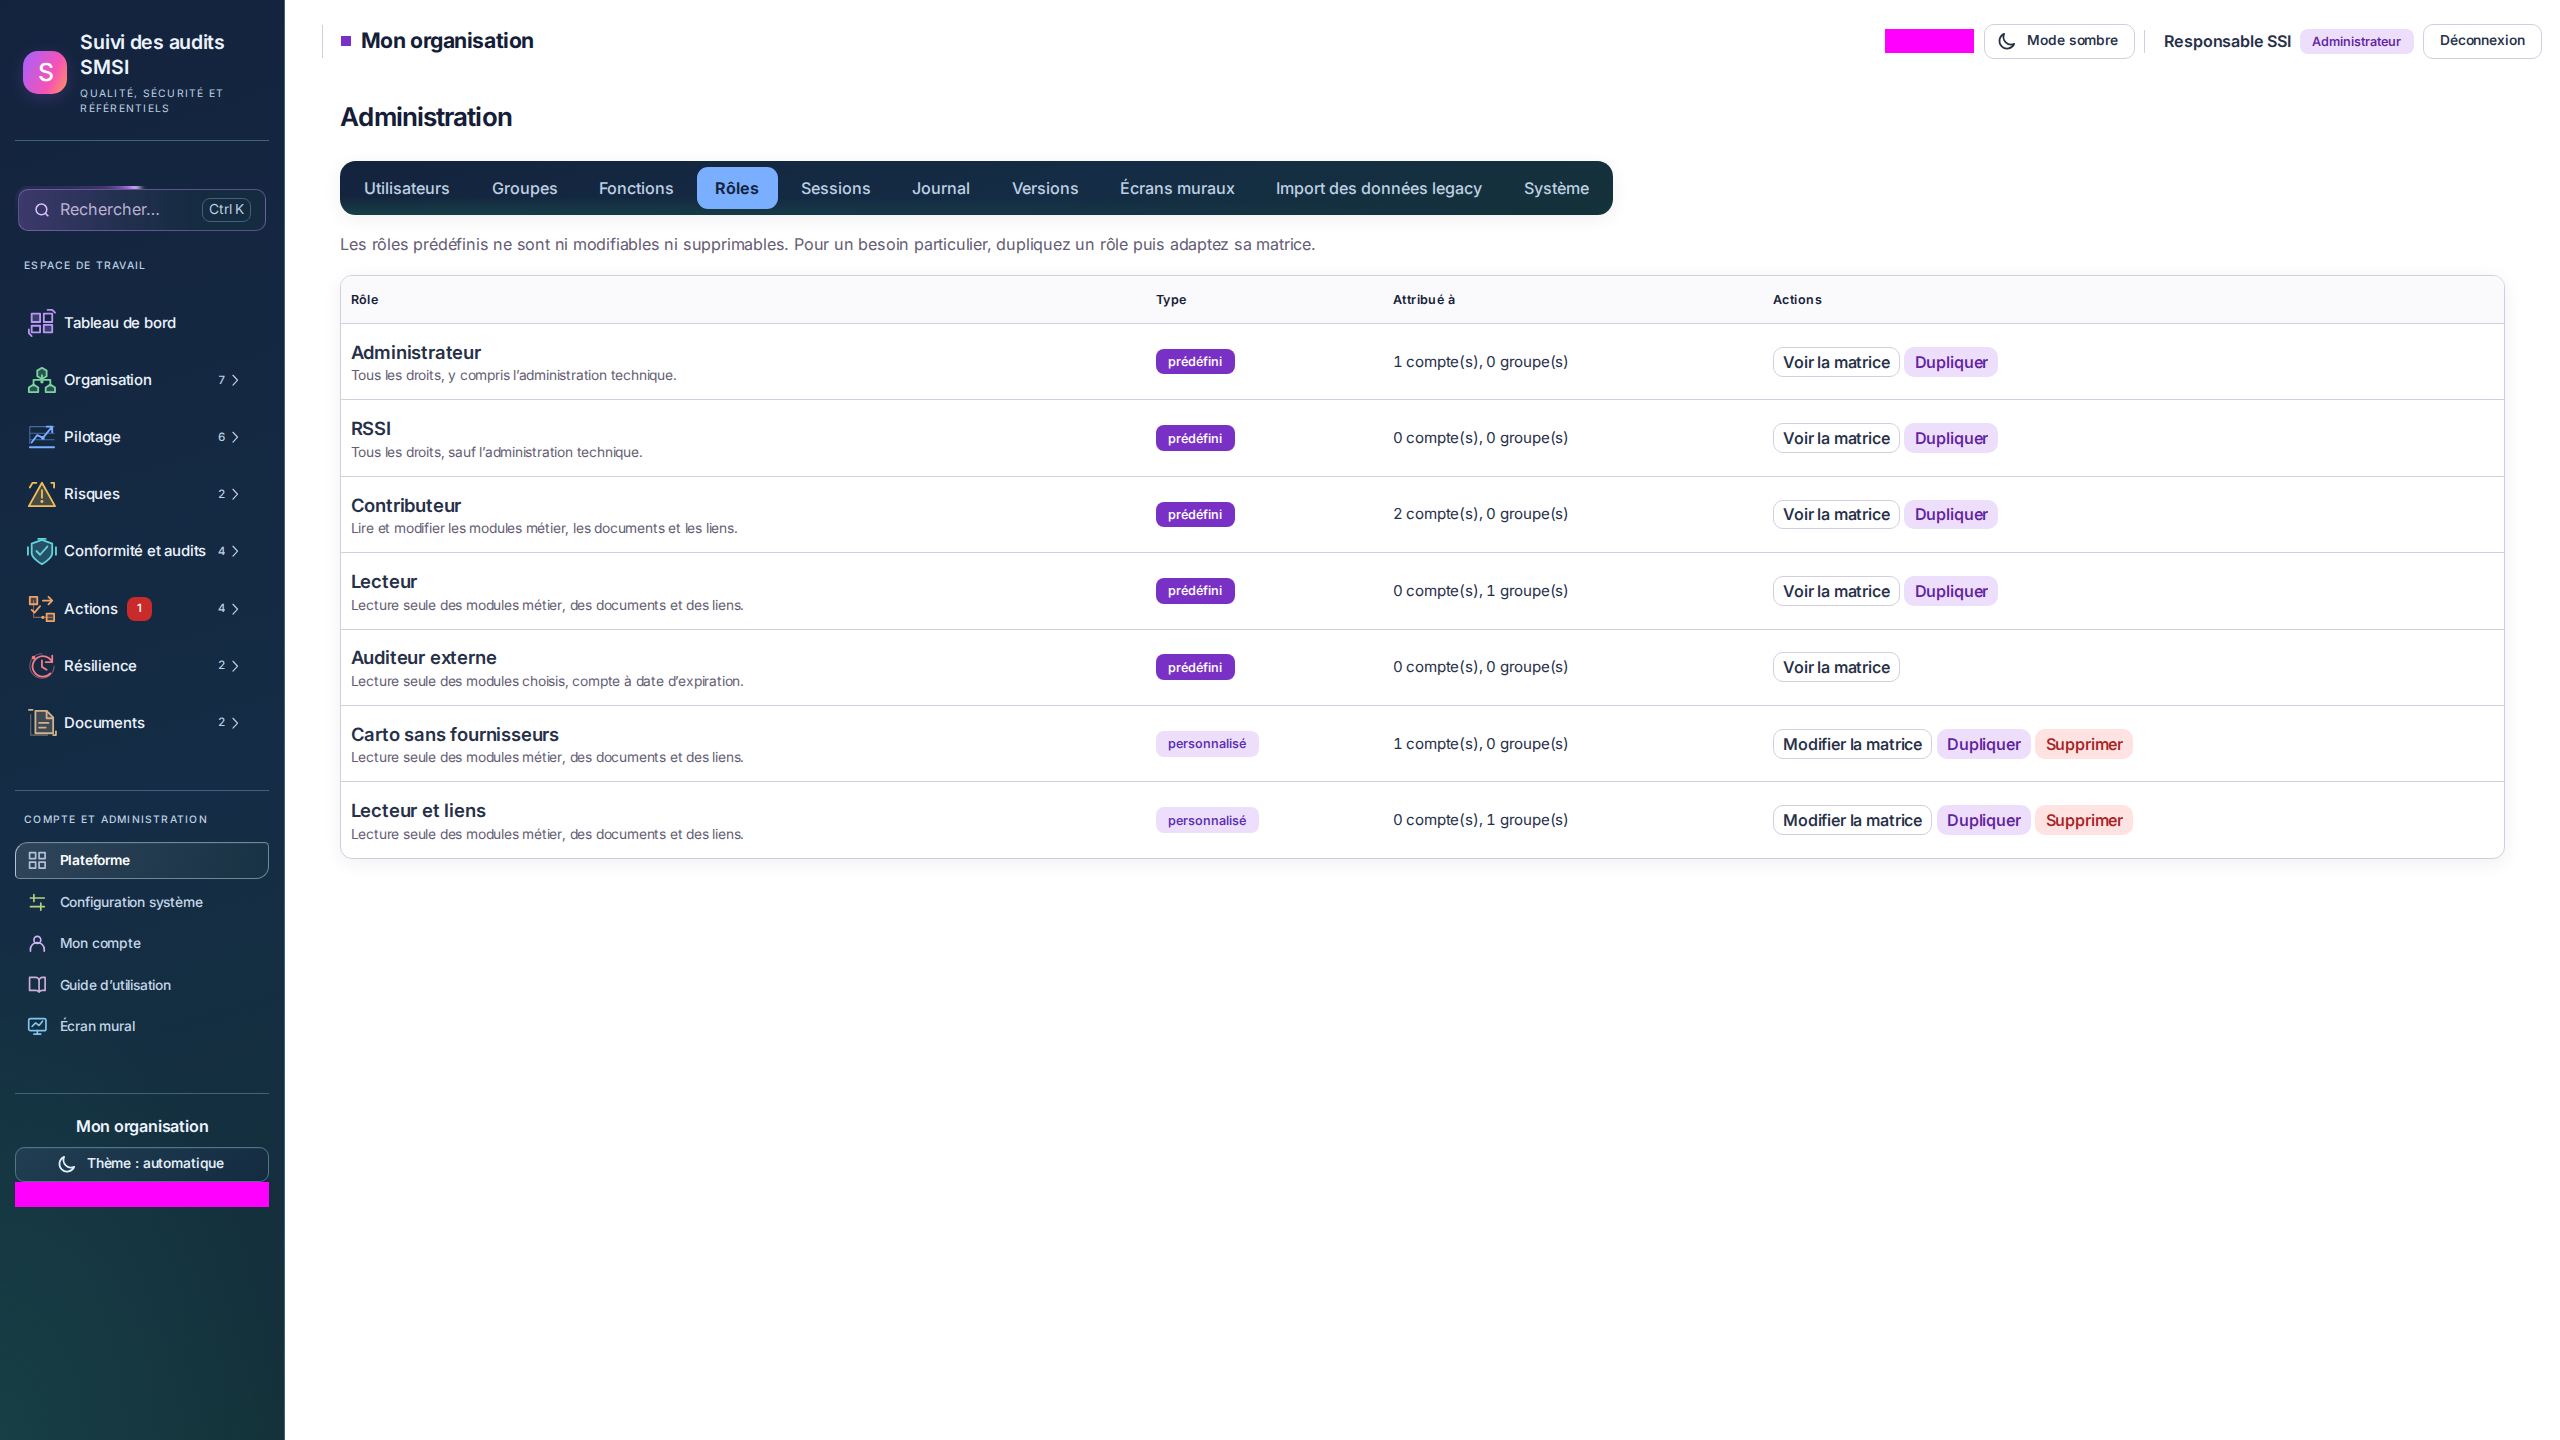 Suivi des audits
SMSI
QUALITÉ, SÉCURITÉ ET
RÉFÉRENTIELS
S
Rechercher...
Ctrl K
ESPACE DE TRAVAIL
Tableau de bord
Organisation 7
Pilotage 6
Risques 2
Conformité et audits 4
Actions 1 4
Résilience 2
Documents 2
COMPTE ET ADMINISTRATION
Plateforme
Configuration système
Mon compte
Guide d'utilisation
Écran mural
Mon organisation
Thème : automatique
Mon organisation
Mode sombre
Responsable SSI
Administrateur
Déconnexion
Administration
Utilisateurs Groupes Fonctions Rôles Sessions Journal Versions Écrans muraux Import des données legacy Système
Les rôles prédéfinis ne sont ni modifiables ni supprimables. Pour un besoin particulier, dupliquez un rôle puis adaptez sa matrice.
Rôle Type Attribué à Actions
Administrateur
Tous les droits, y compris l'administration technique.
prédéfini
1 compte(s), 0 groupe(s)
Voir la matrice Dupliquer
RSSI
Tous les droits, sauf l'administration technique.
prédéfini
0 compte(s), 0 groupe(s)
Voir la matrice Dupliquer
Contributeur
Lire et modifier les modules métier, les documents et les liens.
prédéfini
2 compte(s), 0 groupe(s)
Voir la matrice Dupliquer
Lecteur
Lecture seule des modules métier, des documents et des liens.
prédéfini
0 compte(s), 1 groupe(s)
Voir la matrice Dupliquer
Auditeur externe
Lecture seule des modules choisis, compte à date d'expiration.
prédéfini
0 compte(s), 0 groupe(s)
Voir la matrice
Carto sans fournisseurs
Lecture seule des modules métier, des documents et des liens.
personnalisé
1 compte(s), 0 groupe(s)
Modifier la matrice Dupliquer Supprimer
Lecteur et liens
Lecture seule des modules métier, des documents et des liens.
personnalisé
0 compte(s), 1 groupe(s)
Modifier la matrice Dupliquer Supprimer